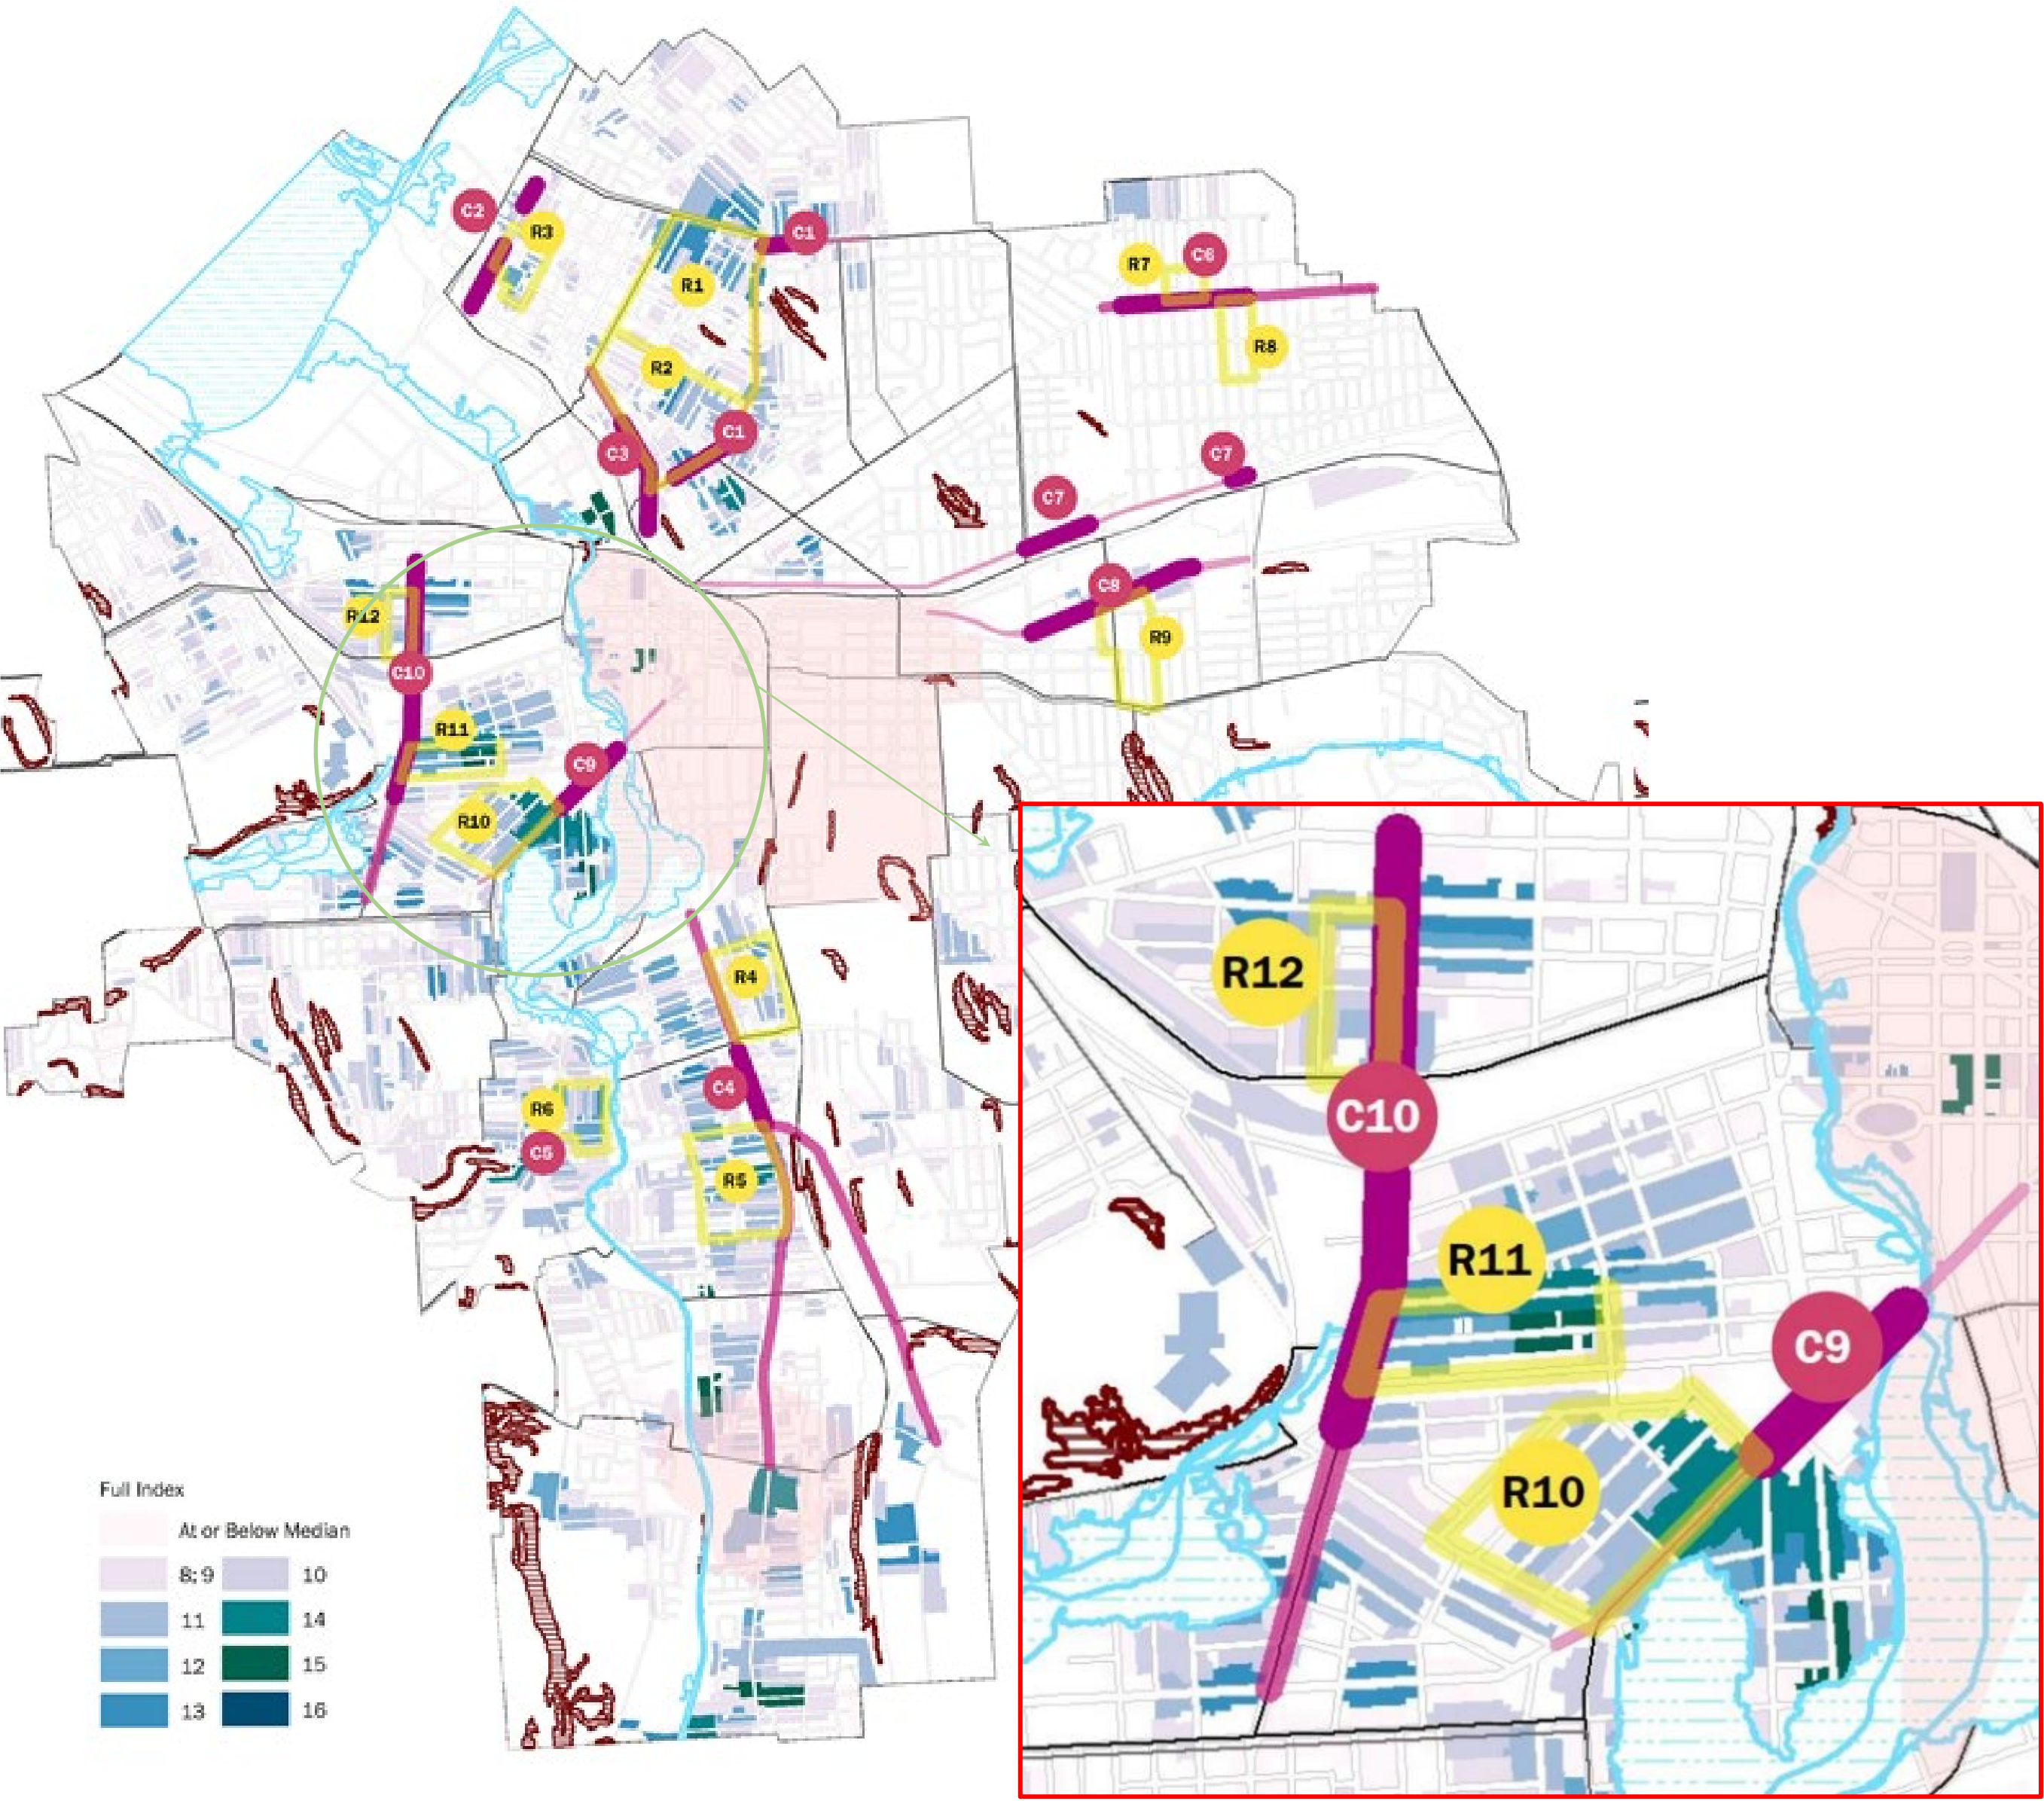 C2
R3
C1
R1
R7
C6
R8
R2
C1
C3
C7
C7
C8
R12
R9
C10
R11
C9
R10
R4
C4
R6
C5
R5
R12
C10
R11
C9
R10
Full Index
At or Below Median
8; 9 10
11 14
12 15
13 16